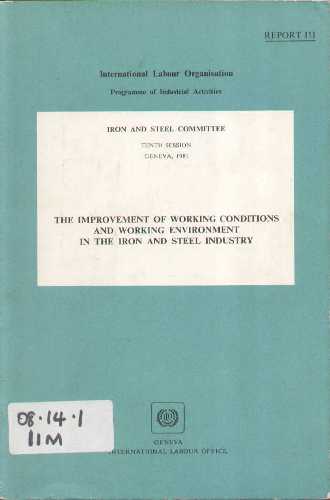 REPORT III
International Labour Organisation
Programme of Industrial Activities
IRON AND STEEL COMMITTEE
TENTH SESSION
GENEVA, 1981
THE IMPROVEMENT OF WORKING CONDITIONS
AND WORKING ENVIRONMENT
IN THE IRON AND STEEL INDUSTRY
08.14.1
IIM
GENEVA
INTERNATIONAL LABOUR OFFICE